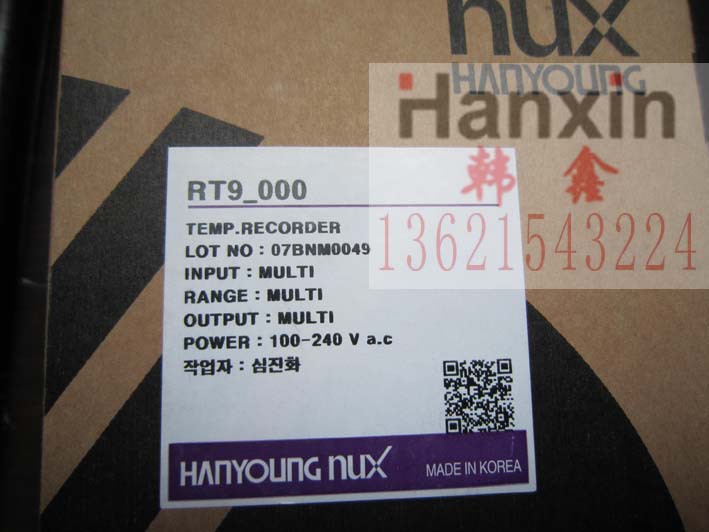 nux
HANYOUNG
Hanxin
韩鑫
13621543224
RT9_000
TEMP.RECORDER
LOT NO : 07BNM0049
INPUT : MULTI
RANGE : MULTI
OUTPUT : MULTI
POWER : 100-240 V a.c
작업자 : 심진화
HANYOUNG nux
MADE IN KOREA